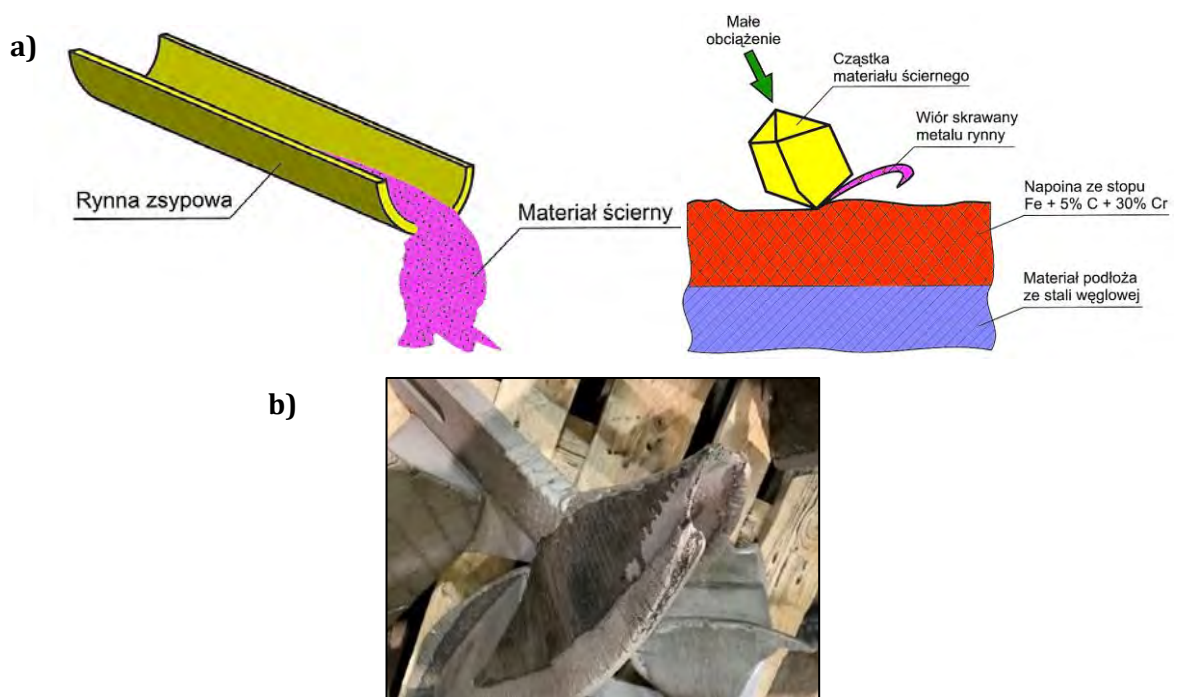 a)
Rynna zsypowa
Materiał ścierny
Małe
obciążenie
Cząstka
materiału ściernego
Wiór skrawany
metalu rynny
Napoina ze stopu
Fe + 5% C + 30% Cr
Materiał podłoża
ze stali węglowej
b)